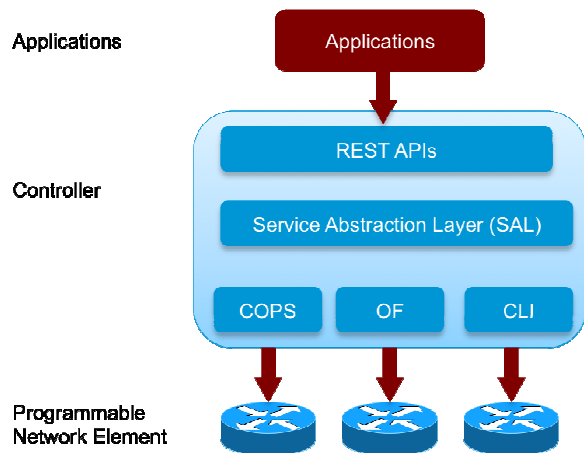 Applications
Applications
REST APIs
Controller
Service Abstraction Layer (SAL)
COPS
OF
CLI
Programmable
Network Element